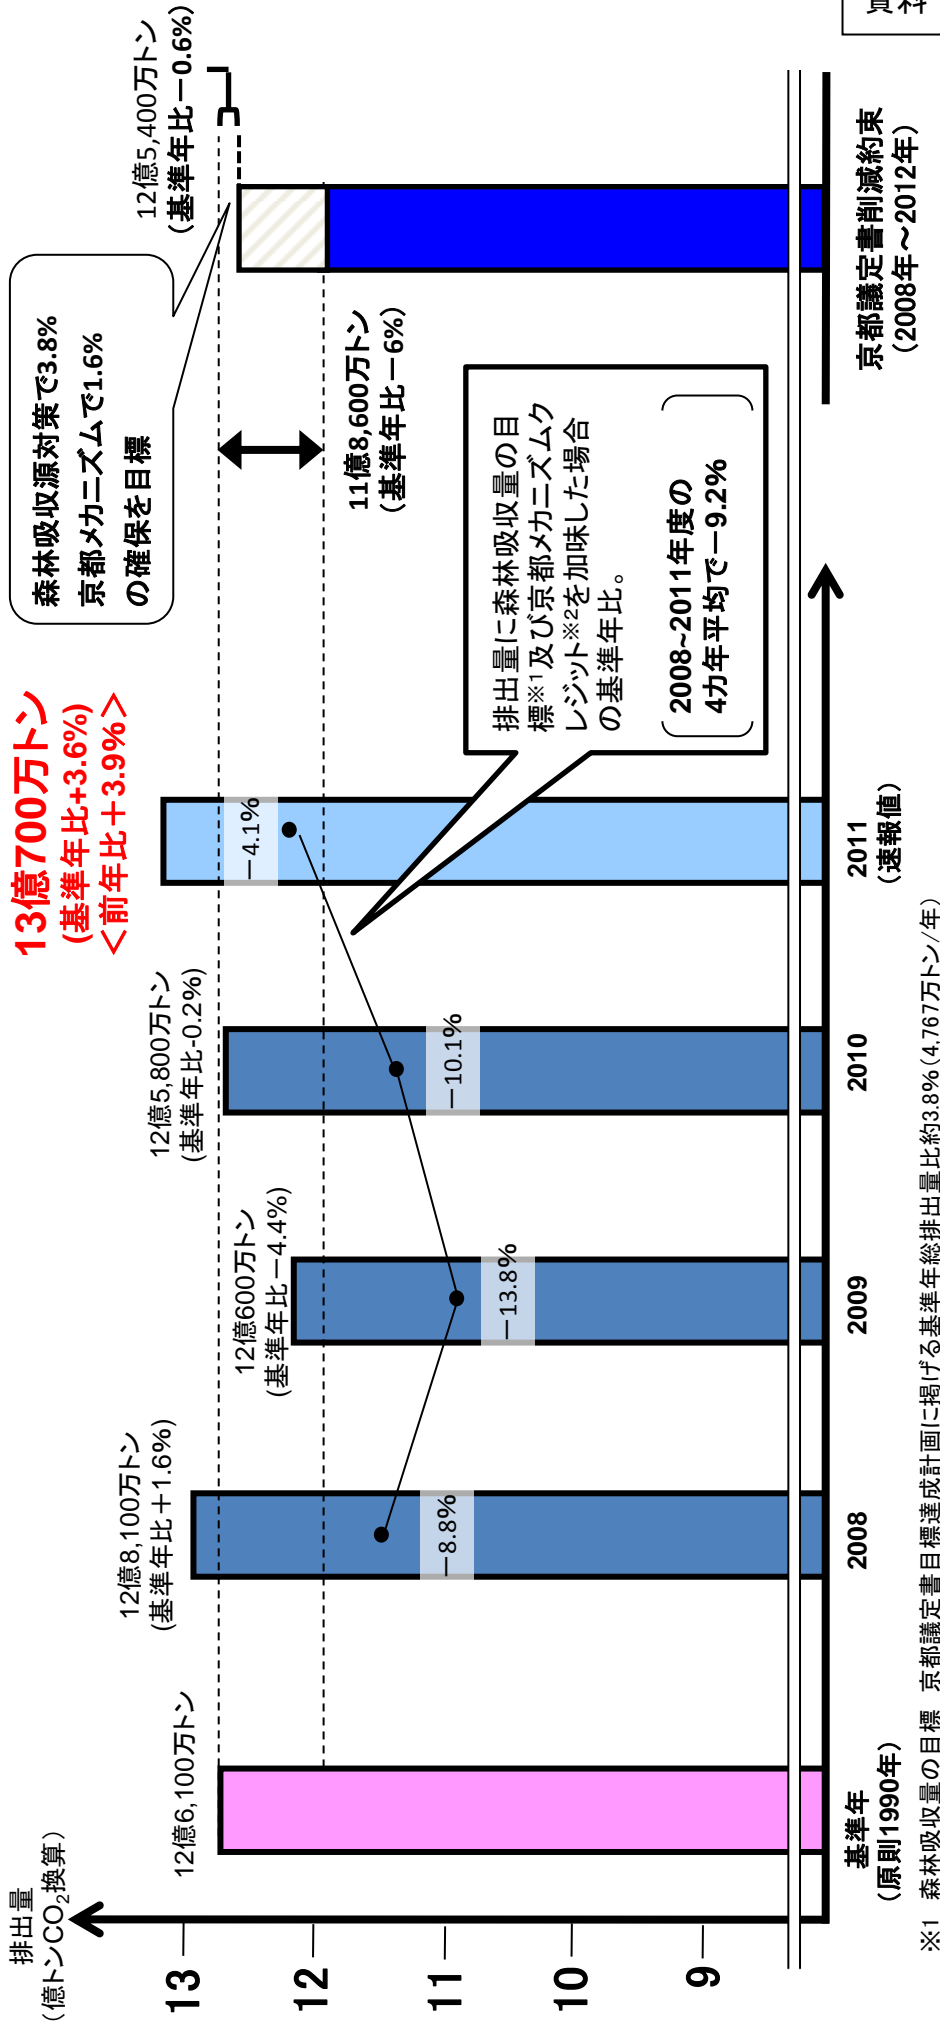 資料
排出量
（億トンCO₂換算）
13
12
11
10
9
12億6,100万トン
12億8,100万トン
（基準年比＋1.6%）
12億600万トン
（基準年比－4.4%）
12億5,800万トン
（基準年比-0.2%）
13億700万トン
(基準年比+3.6%)
＜前年比＋3.9%＞
森林吸収源対策で3.8%
京都メカニズムで1.6%
の確保を目標
12億5,400万トン
（基準年比－0.6%）
11億8,600万トン
（基準年比－6%）
－8.8%
－13.8%
－10.1%
－4.1%
排出量に森林吸収量の目
標※1及び京都メカニズムク
レジット※2を加味した場合
の基準年比。
2008~2011年度の
4カ年平均で－9.2%
基準年
（原則1990年）
2008
2009
2010
2011
（速報値）
京都議定書削減約束
（2008年～2012年）
※1　森林吸収量の目標　京都議定書目標達成計画に掲げる基準年総排出量比約3.8%（4,767万トン/年）